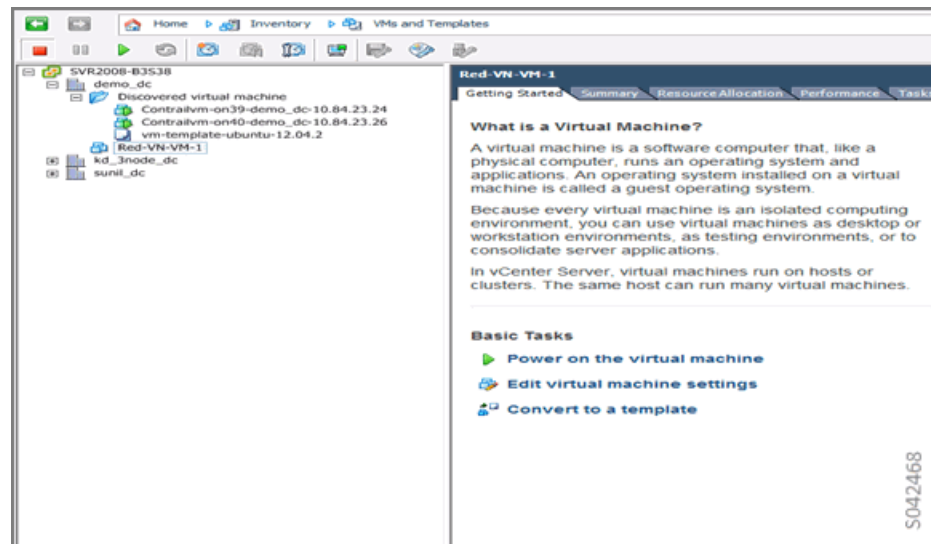 Home Inventory VMs and Templates
SVR2008-B3S38
demo_dc
Discovered virtual machine
Contrailvm-on39-demo_dc-10.84.23.24
Contrailvm-on40-demo_dc-10.84.23.26
vm-template-ubuntu-12.04.2
Red-VN-VM-1
kd_3node_dc
sunil_dc
Red-VN-VM-1
Getting Started Summary Resource Allocation Performance Tasks
What is a Virtual Machine?
A virtual machine is a software computer that, like a
physical computer, runs an operating system and
applications. An operating system installed on a virtual
machine is called a guest operating system.
Because every virtual machine is an isolated computing
environment, you can use virtual machines as desktop or
workstation environments, as testing environments, or to
consolidate server applications.
In vCenter Server, virtual machines run on hosts or
clusters. The same host can run many virtual machines.
Basic Tasks
Power on the virtual machine
Edit virtual machine settings
Convert to a template
S042468